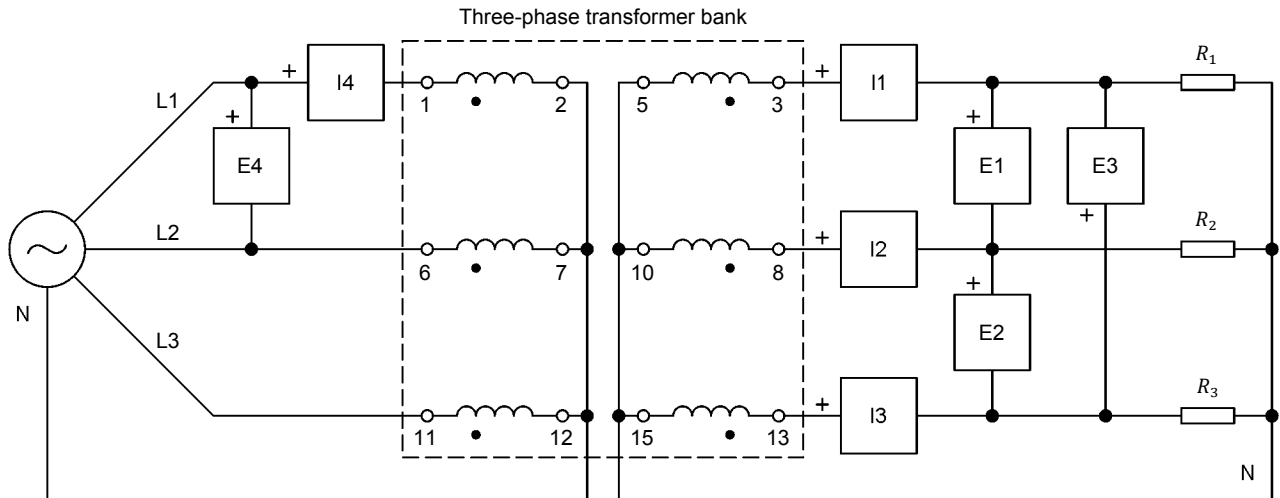 Three-phase transformer bank
L1
+
I4
1
2
5
3
+
I1
R₁
+
E4
+
E1
E3
+
L2
6
7
10
8
+
I2
R₂
N
L3
+
E2
11
12
15
13
+
I3
R₃
N